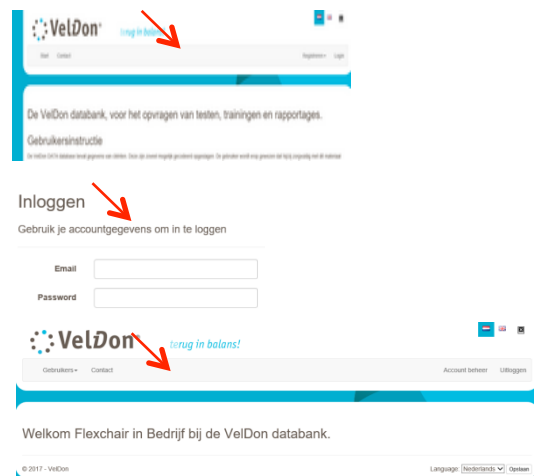 VelDon terug in balans!
Start Contact Registreren Login
De VelDon databank, voor het opvragen van testen, trainingen en rapportages.
Gebruikersinstructie
Inloggen
Gebruik je accountgegevens om in te loggen
Email
Password
VelDon terug in balans!
Gebruikers Contact Account beheer Uitloggen
Welkom Flexchair in Bedrijf bij de VelDon databank.
© 2017 - VelDon Language: Nederlands Opslaan